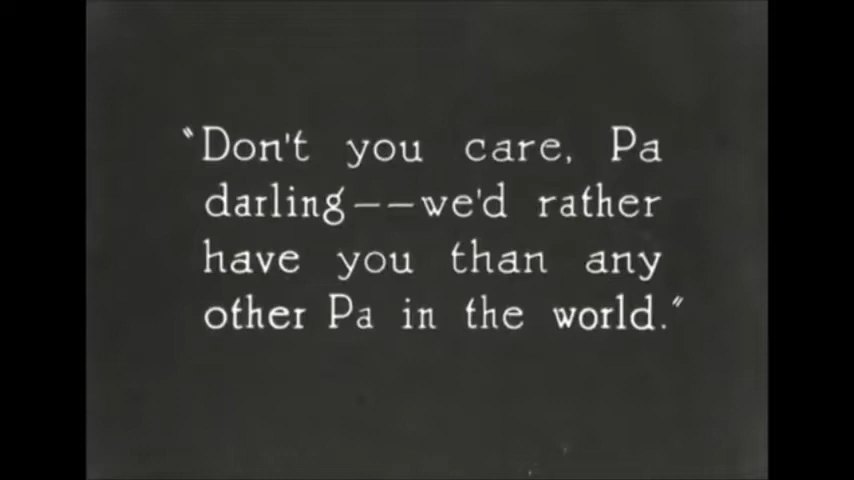 "Don't you care, Pa
darling--we'd rather
have you than any
other Pa in the world."